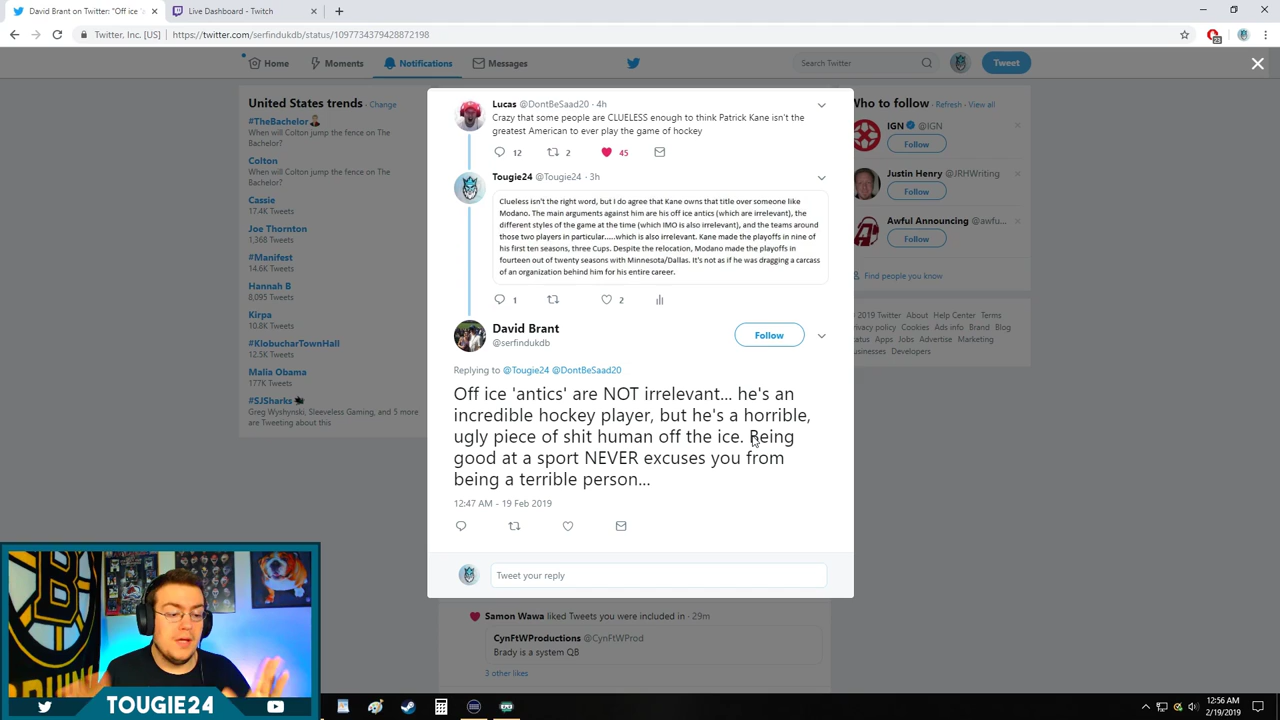 David on Twitter: "Off ice
Live Dashboard - Twitch
Twitter, Inc. [US]
https://twitter.com/serfindukdb/status/1097734379428872198
23
Home
Moments
Notifications
Messages
Search Twitter
Tweet
United States trends · Change
#TheBachelor
When will Colton jump the fence on The
Bachelor?
Colton
When will Colton jump the fence on The
Bachelor?
Cassie
17.4K Tweets
Joe Thornton
1,368 Tweets
#Manifest
14.6K Tweets
Hannah B
8,095 Tweets
Kirpa
10.8K Tweets
#KlobucharTownHall
12.5K Tweets
Malia Obama
177K Tweets
#SJSharks
Greg Wyshynski, Sleeveless Gaming, and 5 more
are Tweeting about this
Lucas @DontBeSaad20 · 4h
Crazy that some people are CLUELESS enough to think Patrick Kane isn't the
greatest American to ever play the game of hockey
12 2 45
Tougie24 @Tougie24 · 3h
Clueless isn't the right word, but I do agree that Kane owns that title over someone like
Modano. The main arguments against him are his off ice antics (which are irrelevant), the
different styles of the game at the time (which IMO is also irrelevant), and the teams around
those two players in particular.....which is also irrelevant. Kane made the playoffs in nine of
his first ten seasons, three Cups. Despite the relocation, Modano made the playoffs in
fourteen out of twenty seasons with Minnesota/Dallas. It's not as if he was dragging a carcass
of an organization behind him for his entire career.
1 2
David Brant
@serfindukdb
Follow
Replying to @Tougie24 @DontBeSaad20
Off ice 'antics' are NOT irrelevant... he's an
incredible hockey player, but he's a horrible,
ugly piece of shit human off the ice. Being
good at a sport NEVER excuses you from
being a terrible person...
12:47 AM - 19 Feb 2019
Tweet your reply
Samon Wawa liked Tweets you were included in · 29m
CynFtWProductions @CynFtWProd
Brady is a system QB
3 other likes
Who to follow · Refresh · View all
IGN @IGN
Follow
Justin Henry @JRHWriting
Follow
Awful Announcing @awfu...
Follow
Find people you know
© 2019 Twitter About Help Center Terms
Privacy policy Cookies Ads info Brand Blog
Status Apps Jobs Advertise Marketing
Businesses Developers
B
TOUGIE24
12:56 AM
2/19/2019